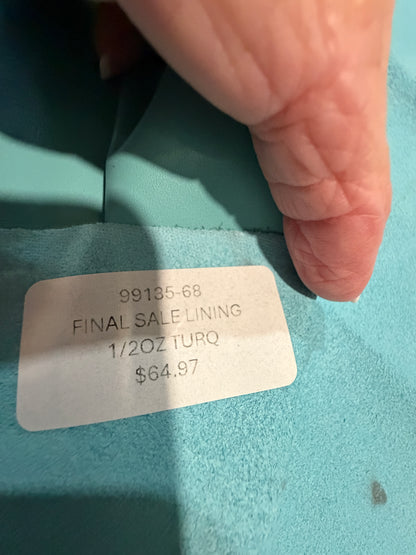 99135-68
FINAL SALE LINING
1/2OZ TURQ
$64.97